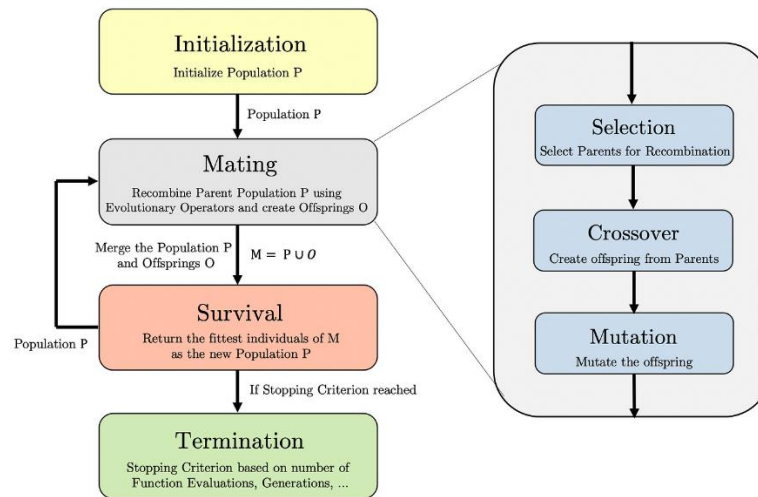 Initialization
Initialize Population P
Population P
Mating
Recombine Parent Population P using
Evolutionary Operators and create Offsprings O
Merge the Population P
and Offsprings O
M = P ∪ O
Survival
Return the fittest individuals of M
as the new Population P
Population P
If Stopping Criterion reached
Termination
Stopping Criterion based on number of
Function Evaluations, Generations, ...
Selection
Select Parents for Recombination
Crossover
Create offspring from Parents
Mutation
Mutate the offspring